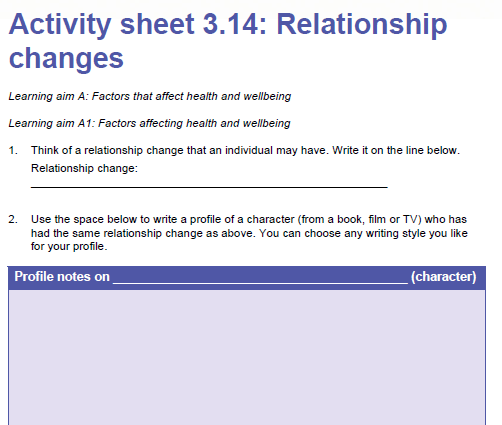 Activity sheet 3.14: Relationship
changes
Learning aim A: Factors that affect health and wellbeing
Learning aim A1: Factors affecting health and wellbeing
1. Think of a relationship change that an individual may have. Write it on the line below.
Relationship change:
2. Use the space below to write a profile of a character (from a book, film or TV) who has
had the same relationship change as above. You can choose any writing style you like
for your profile.
Profile notes on (character)